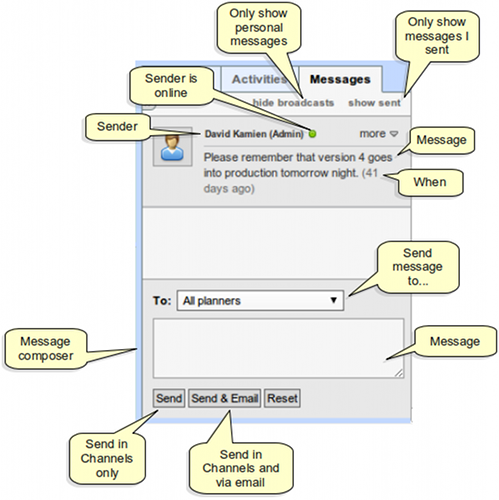 Only show
personal
messages
Only show
messages I
sent
Sender is
online
Activities
Messages
hide broadcasts
show sent
Sender
David Kamien (Admin)
more
Message
Please remember that version 4 goes
into production tomorrow night. (41
days ago)
When
Send
message
to...
To:
All planners
Message
composer
Message
Send
Send & Email
Reset
Send in
Channels
only
Send in
Channels and
via email